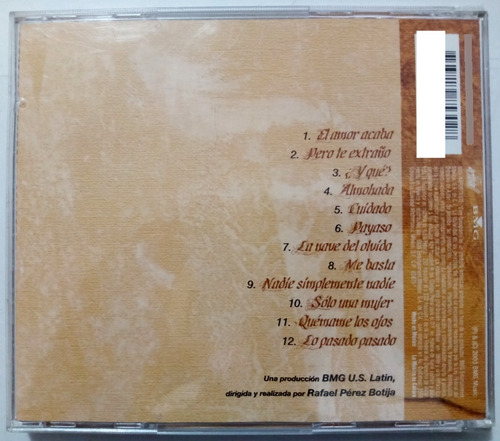 1. El amor acaba
2. Pero te extraño
3. ¿Y qué?
4. Almohada
5. Cuidado
6. Payaso
7. La nave del olvido
8. Me basta
9. Nadie simplemente nadie
10. Sólo una mujer
11. Quémame los ojos
12. Lo pasado pasado
Una producción BMG U.S. Latin,
dirigida y realizada por Rafael Pérez Botija
BMG